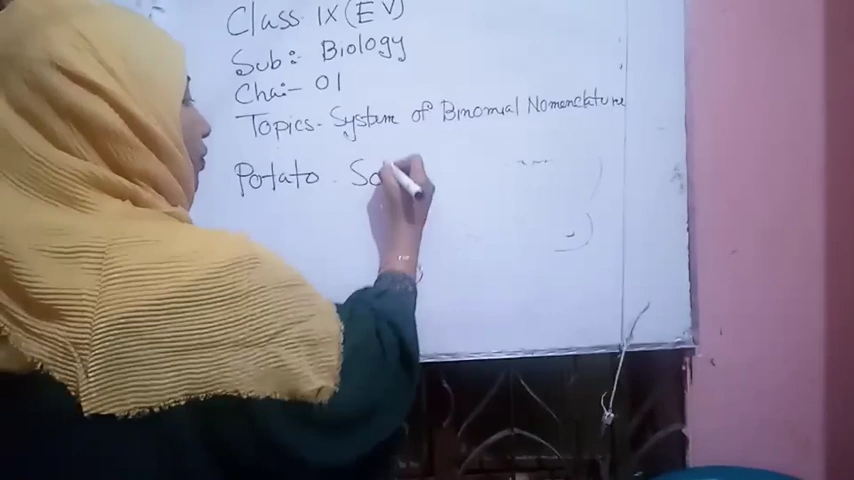 Class IX (EV)
Sub:- Biology
Cha:- 01
Topics- System of Binomial Nomenclature
Potato So